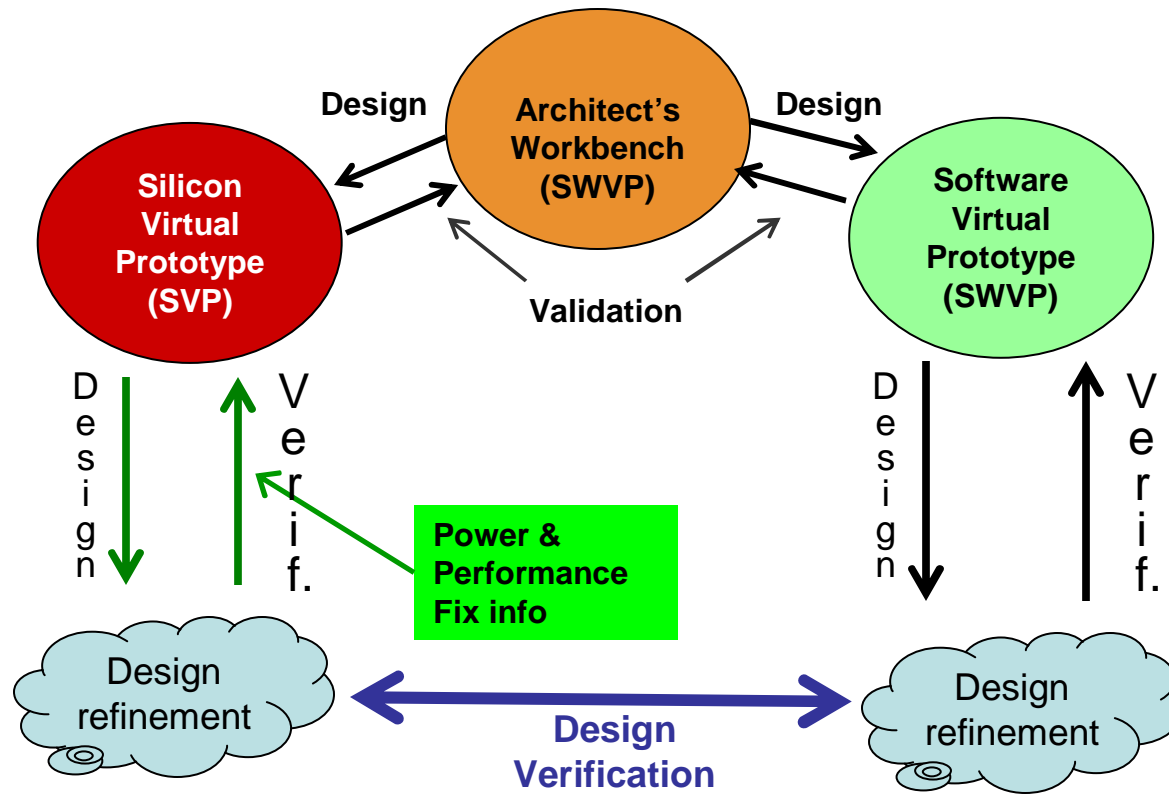 Design
Architect's
Workbench
(SWVP)
Design
Silicon
Virtual
Prototype
(SVP)
Software
Virtual
Prototype
(SWVP)
Validation
Design
Verif.
Design
Verif.
Power &
Performance
Fix info
Design
refinement
Design
Verification
Design
refinement